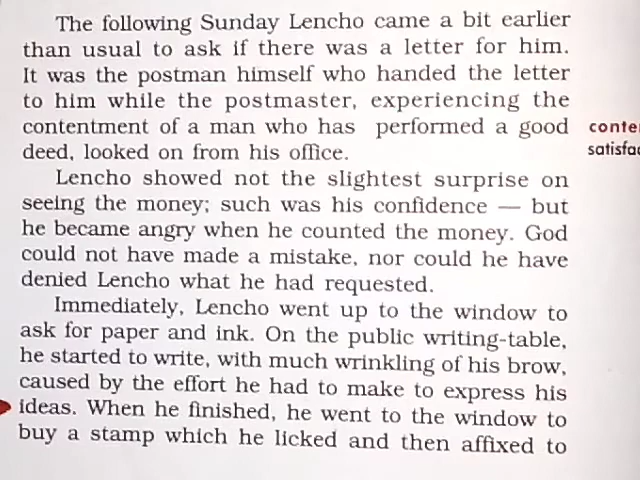 The following Sunday Lencho came a bit earlier
than usual to ask if there was a letter for him.
It was the postman himself who handed the letter
to him while the postmaster, experiencing the
contentment of a man who has performed a good
deed, looked on from his office.
Lencho showed not the slightest surprise on
seeing the money; such was his confidence — but
he became angry when he counted the money. God
could not have made a mistake, nor could he have
denied Lencho what he had requested.
Immediately, Lencho went up to the window to
ask for paper and ink. On the public writing-table,
he started to write, with much wrinkling of his brow,
caused by the effort he had to make to express his
ideas. When he finished, he went to the window to
buy a stamp which he licked and then affixed to